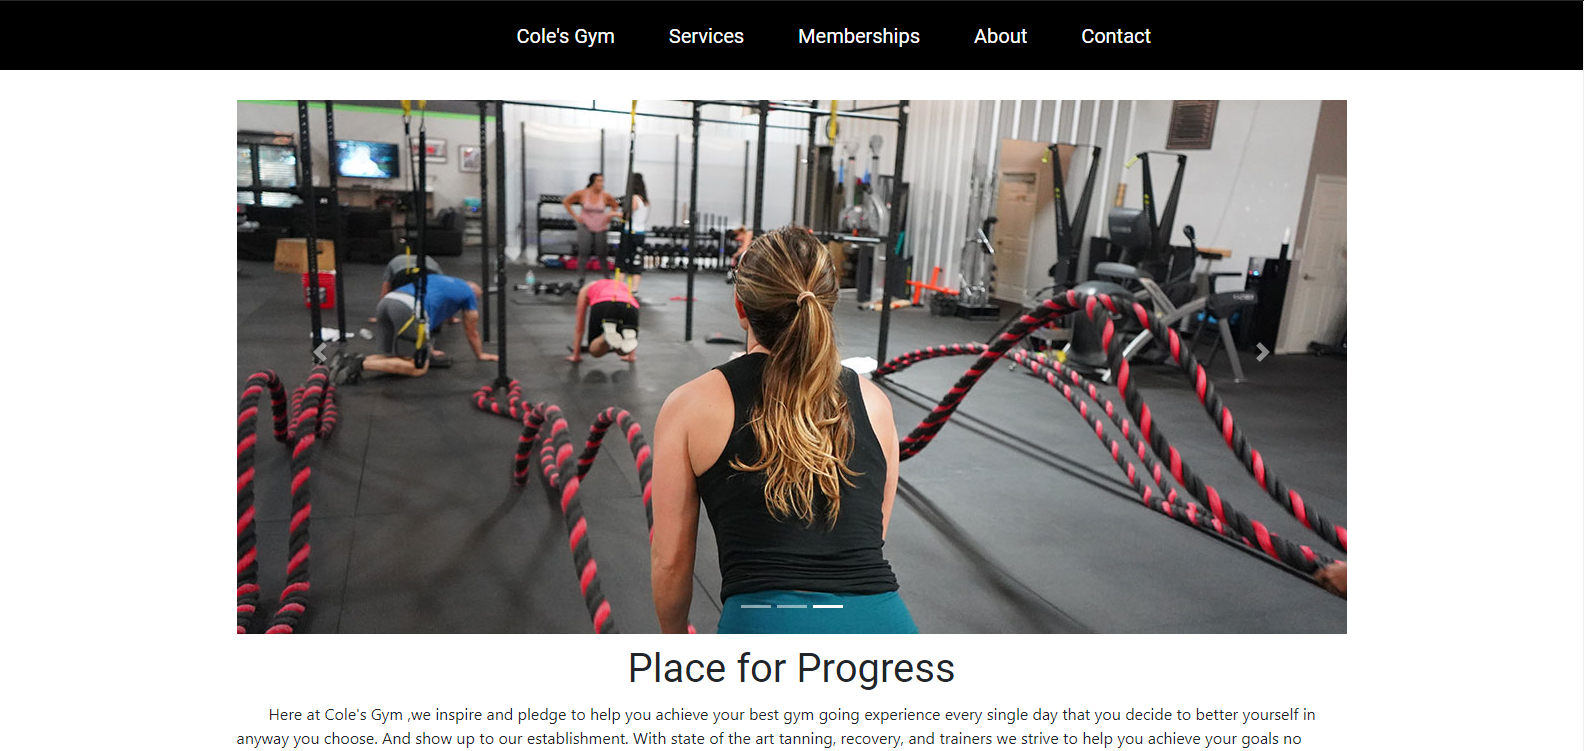 Cole's Gym Services Memberships About Contact
Place for Progress
Here at Cole's Gym ,we inspire and pledge to help you achieve your best gym going experience every single day that you decide to better yourself in
anyway you choose. And show up to our establishment. With state of the art tanning, recovery, and trainers we strive to help you achieve your goals no